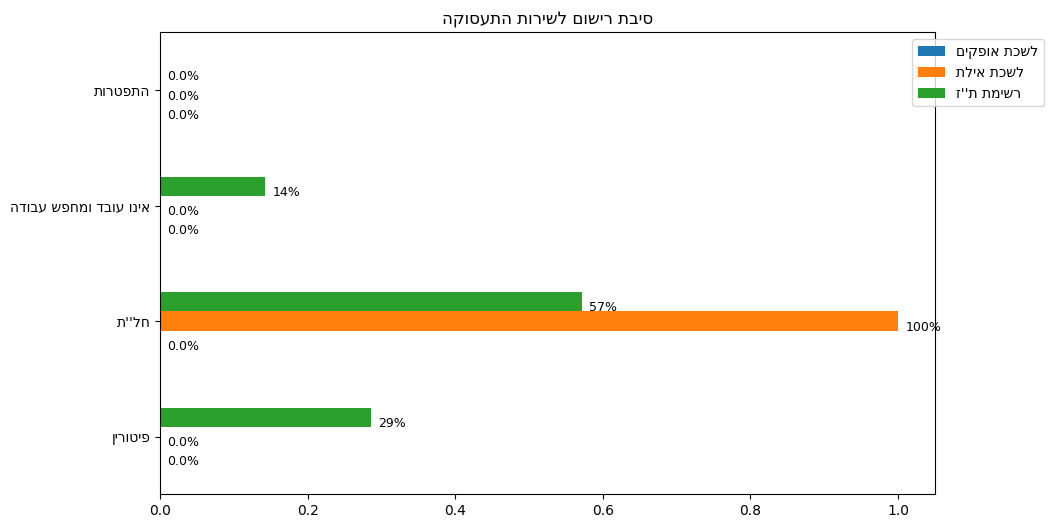 סיבת רישום לשירות התעסוקה
לשכת אופקים
לשכת אילת
רשימת ת''ז
התפטרות
0.0%
0.0%
0.0%
אינו עובד ומחפש עבודה
14%
0.0%
0.0%
חל''ת
57%
100%
0.0%
פיטורין
29%
0.0%
0.0%
0.0 0.2 0.4 0.6 0.8 1.0